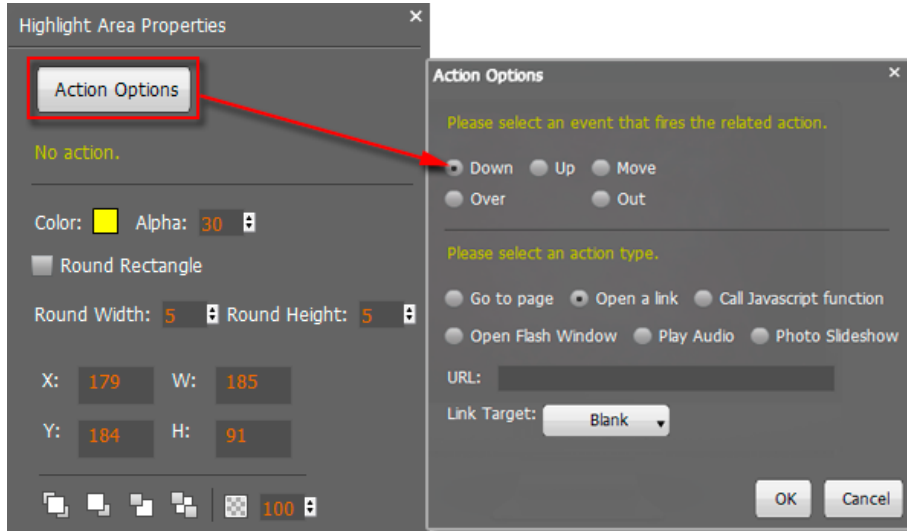 Highlight Area Properties
Action Options
No action.
Color: Alpha: 30
Round Rectangle
Round Width: 5 Round Height: 5
X: 179 W: 185
Y: 184 H: 91
100
Action Options
Please select an event that fires the related action.
Down Up Move
Over Out
Please select an action type.
Go to page Open a link Call Javascript function
Open Flash Window Play Audio Photo Slideshow
URL:
Link Target: Blank
OK Cancel